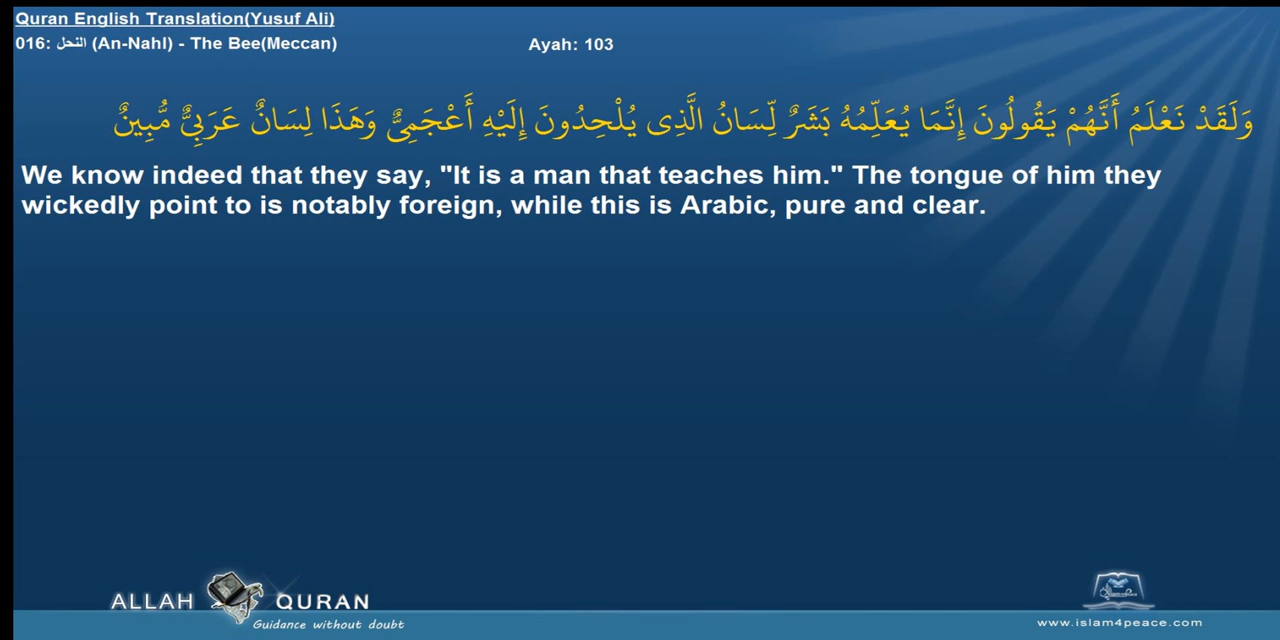 Quran English Translation(Yusuf Ali)
016: النحل (An-Nahl) - The Bee(Meccan) Ayah: 103
وَلَقَدْ نَعْلَمُ أَنَّهُمْ يَقُولُونَ إِنَّمَا يُعَلِّمُهُ بَشَرٌ لِّسَانُ الَّذِى يُلْحِدُونَ إِلَيْهِ أَعْجَمِىٌّ وَهَذَا لِسَانٌ عَرَبِىٌّ مُّبِينٌ
We know indeed that they say, "It is a man that teaches him." The tongue of him they
wickedly point to is notably foreign, while this is Arabic, pure and clear.
ALLAH QURAN
Guidance without doubt
www.islam4peace.com